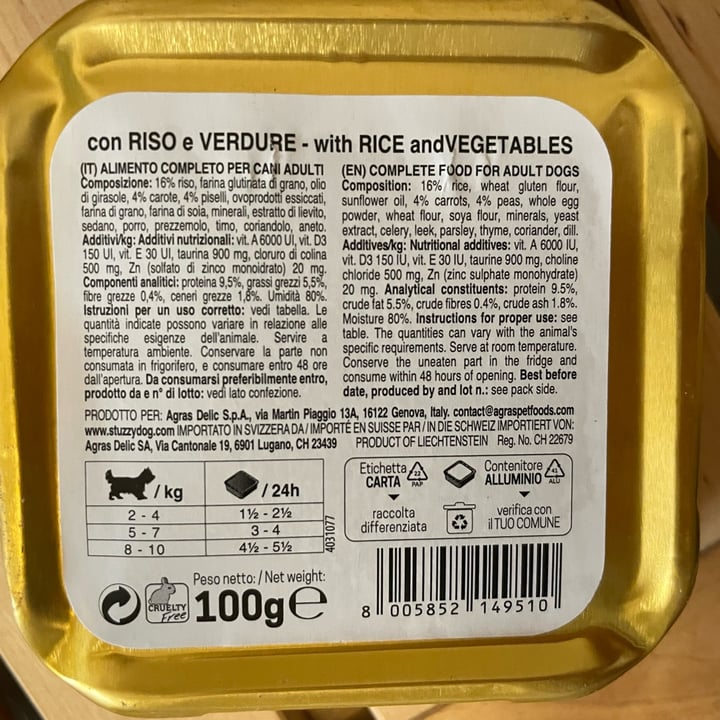 con RISO e VERDURE - with RICE andVEGETABLES
(IT) ALIMENTO COMPLETO PER CANI ADULTI
Composizione: 16% riso, farina glutinata di grano, olio
di girasole, 4% carote, 4% piselli, ovoprodotti essiccati,
farina di grano, farina di soia, minerali, estratto di lievito,
sedano, porro, prezzemolo, timo, coriandolo, aneto.
Additivi/kg: Additivi nutrizionali: vit. A 6000 UI, vit. D3
150 UI, vit. E 30 UI, taurina 900 mg, cloruro di colina
500 mg, Zn (solfato di zinco monoidrato) 20 mg.
Componenti analitici: proteina 9,5%, grassi grezzi 5,5%,
fibre grezze 0,4%, ceneri grezze 1,8%. Umidità 80%.
Istruzioni per un uso corretto: vedi tabella. Le
quantità indicate possono variare in relazione alle
specifiche esigenze dell'animale. Servire a
temperatura ambiente. Conservare la parte non
consumata in frigorifero, e consumare entro 48 ore
dall'apertura. Da consumarsi preferibilmente entro,
prodotto da e n° di lotto: vedi lato confezione.
(EN) COMPLETE FOOD FOR ADULT DOGS
Composition: 16% rice, wheat gluten flour,
sunflower oil, 4% carrots, 4% peas, whole egg
powder, wheat flour, soya flour, minerals, yeast
extract, celery, leek, parsley, thyme, coriander, dill.
Additives/kg: Nutritional additives: vit. A 6000 IU,
vit. D3 150 IU, vit. E 30 IU, taurine 900 mg, choline
chloride 500 mg, Zn (zinc sulphate monohydrate)
20 mg. Analytical constituents: protein 9.5%,
crude fat 5.5%, crude fibres 0.4%, crude ash 1.8%.
Moisture 80%. Instructions for proper use: see
table. The quantities can vary with the animal's
specific requirements. Serve at room temperature.
Conserve the uneaten part in the fridge and
consume within 48 hours of opening. Best before
date, produced by and lot n.: see pack side.
PRODOTTO PER: Agras Delic S.p.A., via Martin Piaggio 13A, 16122 Genova, Italy. contact@agraspetfoods.com
www.stuzzydog.com IMPORTATO IN SVIZZERA DA / IMPORTÉ EN SUISSE PAR / IN DIE SCHWEIZ IMPORTIERT VON:
Agras Delic SA, Via Cantonale 19, 6901 Lugano, CH 23439 PRODUCT OF LIECHTENSTEIN Reg. No. CH 22679
/ kg / 24h
2 - 4 1½ - 2½
5 - 7 3 - 4
8 - 10 4½ - 5½
4031077
Etichetta
CARTA
22
PAP
raccolta
differenziata
Contenitore
ALLUMINIO
41
ALU
verifica con
il TUO COMUNE
CRUELTY
Free
Peso netto: / Net weight:
100g℮
8 005852 149510